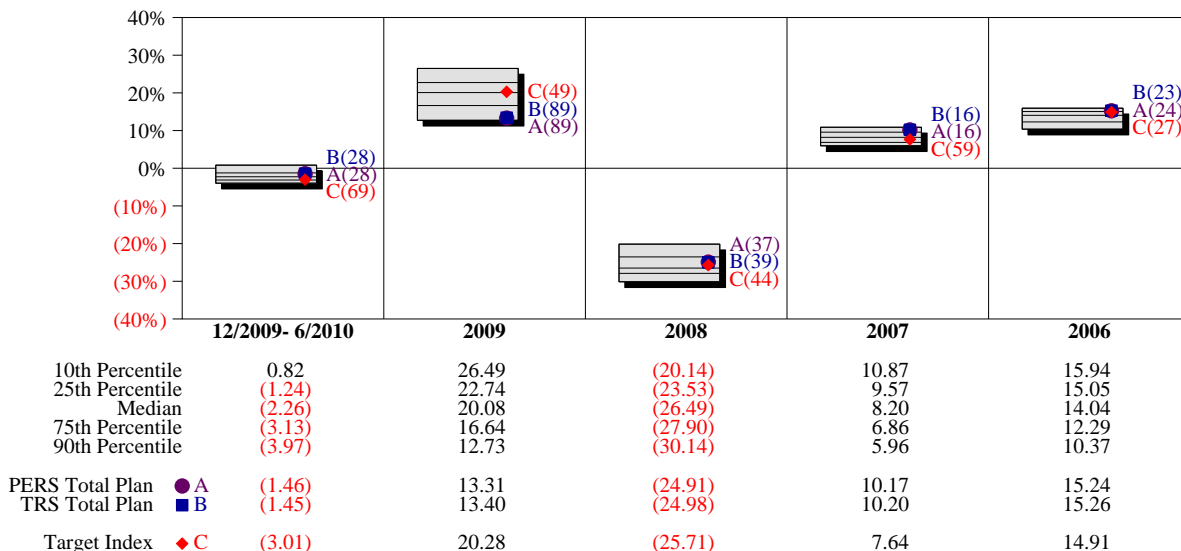 40%
30%
20%
10%
0%
(10%)
(20%)
(30%)
(40%)
B(28)
A(28)
C(69)
C(49)
B(89)
A(89)
A(37)
B(39)
C(44)
B(16)
A(16)
C(59)
B(23)
A(24)
C(27)
12/2009- 6/2010 2009 2008 2007 2006
10th Percentile 0.82 26.49 (20.14) 10.87 15.94
25th Percentile (1.24) 22.74 (23.53) 9.57 15.05
Median (2.26) 20.08 (26.49) 8.20 14.04
75th Percentile (3.13) 16.64 (27.90) 6.86 12.29
90th Percentile (3.97) 12.73 (30.14) 5.96 10.37
PERS Total Plan A (1.46) 13.31 (24.91) 10.17 15.24
TRS Total Plan B (1.45) 13.40 (24.98) 10.20 15.26
Target Index C (3.01) 20.28 (25.71) 7.64 14.91